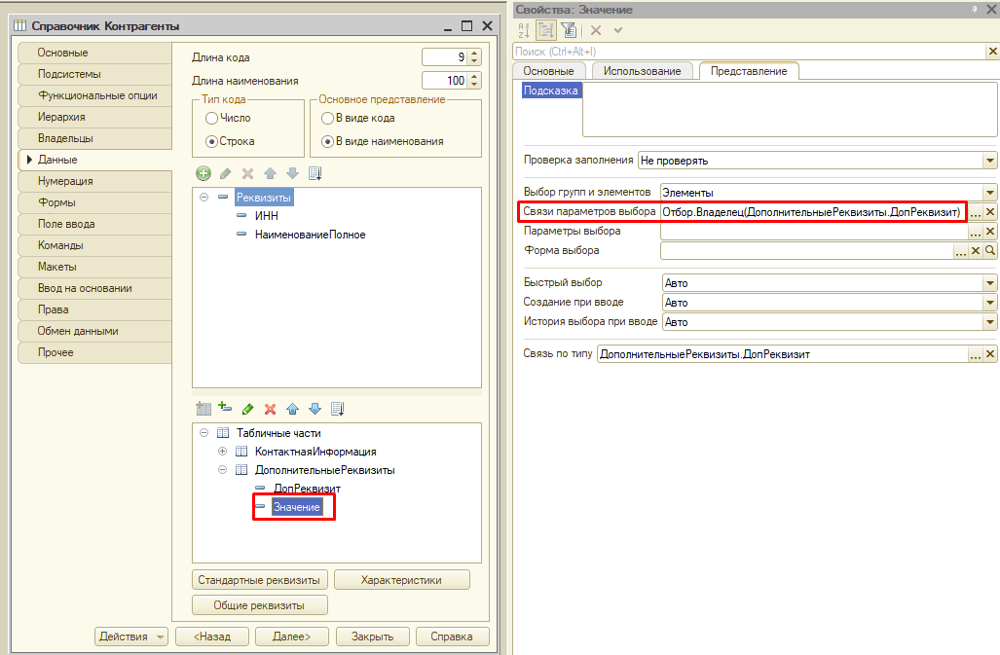 Справочник Контрагенты
Основные
Подсистемы
Функциональные опции
Иерархия
Владельцы
Данные
Нумерация
Формы
Поле ввода
Команды
Макеты
Ввод на основании
Права
Обмен данными
Прочее
Длина кода
9
Длина наименования
100
Тип кода
Число
Строка
Основное представление
В виде кода
В виде наименования
Реквизиты
ИНН
НаименованиеПолное
Табличные части
КонтактнаяИнформация
ДополнительныеРеквизиты
ДопРеквизит
Значение
Стандартные реквизиты
Характеристики
Общие реквизиты
Действия
<Назад
Далее>
Закрыть
Справка
Свойства: Значение
Поиск (Ctrl+Alt+I)
Основные
Использование
Представление
Подсказка
Проверка заполнения
Не проверять
Выбор групп и элементов
Элементы
Связи параметров выбора
Отбор.Владелец(ДополнительныеРеквизиты.ДопРеквизит)
...
Параметры выбора
...
Форма выбора
...
Быстрый выбор
Авто
Создание при вводе
Авто
История выбора при вводе
Авто
Связь по типу
ДополнительныеРеквизиты.ДопРеквизит
...